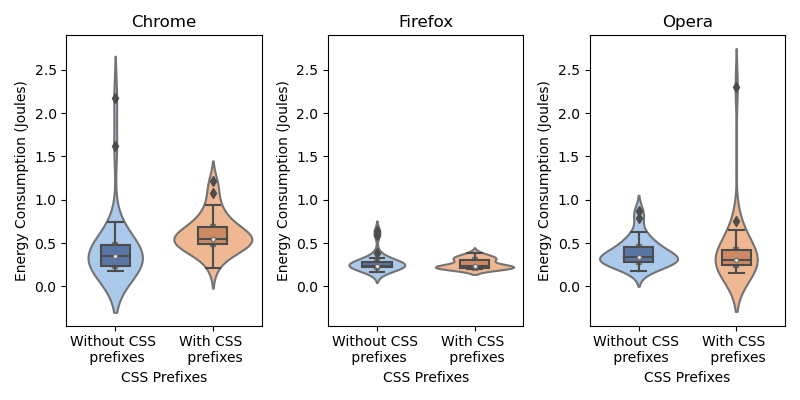 Chrome
Energy Consumption (Joules)
2.5
2.0
1.5
1.0
0.5
0.0
Without CSS
prefixes
With CSS
prefixes
CSS Prefixes
Firefox
Energy Consumption (Joules)
2.5
2.0
1.5
1.0
0.5
0.0
Without CSS
prefixes
With CSS
prefixes
CSS Prefixes
Opera
Energy Consumption (Joules)
2.5
2.0
1.5
1.0
0.5
0.0
Without CSS
prefixes
With CSS
prefixes
CSS Prefixes